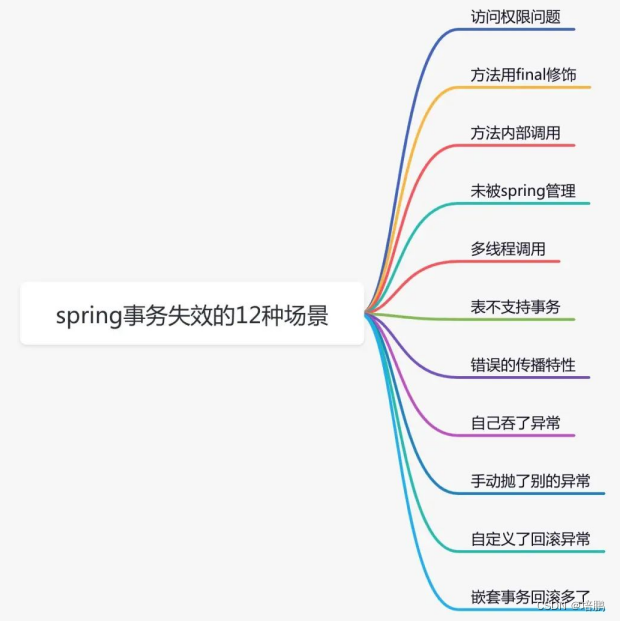 访问权限问题
方法用final修饰
方法内部调用
未被spring管理
多线程调用
spring事务失效的12种场景
表不支持事务
错误的传播特性
自己吞了异常
手动抛了别的异常
自定义了回滚异常
嵌套事务回滚多了
CSDN @培鹏